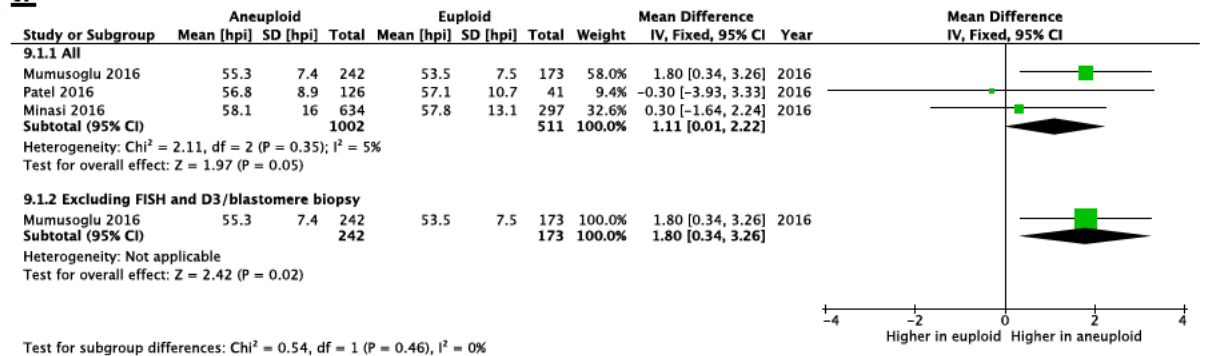 Aneuploid Euploid Mean Difference Mean Difference
Study or Subgroup Mean [hpi] SD [hpi] Total Mean [hpi] SD [hpi] Total Weight IV, Fixed, 95% CI Year IV, Fixed, 95% CI
9.1.1 All
Mumusoglu 2016 55.3 7.4 242 53.5 7.5 173 58.0% 1.80 [0.34, 3.26] 2016
Patel 2016 56.8 8.9 126 57.1 10.7 41 9.4% -0.30 [-3.93, 3.33] 2016
Minasi 2016 58.1 16 634 57.8 13.1 297 32.6% 0.30 [-1.64, 2.24] 2016
Subtotal (95% CI) 1002 511 100.0% 1.11 [0.01, 2.22]
Heterogeneity: Chi² = 2.11, df = 2 (P = 0.35); I² = 5%
Test for overall effect: Z = 1.97 (P = 0.05)
9.1.2 Excluding FISH and D3/blastomere biopsy
Mumusoglu 2016 55.3 7.4 242 53.5 7.5 173 100.0% 1.80 [0.34, 3.26] 2016
Subtotal (95% CI) 242 173 100.0% 1.80 [0.34, 3.26]
Heterogeneity: Not applicable
Test for overall effect: Z = 2.42 (P = 0.02)
-4 -2 0 2 4
Higher in euploid Higher in aneuploid
Test for subgroup differences: Chi² = 0.54, df = 1 (P = 0.46), I² = 0%